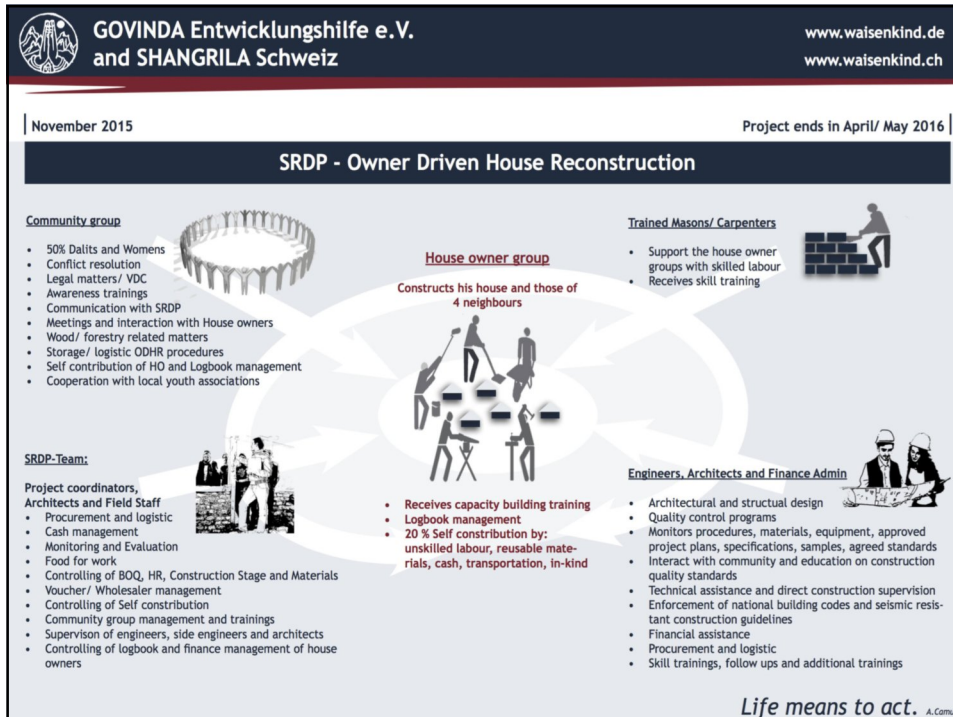 GOVINDA Entwicklungshilfe e.V.
and SHANGRILA Schweiz
www.waisenkind.de
www.waisenkind.ch
November 2015
Project ends in April/ May 2016
SRDP - Owner Driven House Reconstruction
Community group
• 50% Dalits and Womens
• Conflict resolution
• Legal matters/ VDC
• Awareness trainings
• Communication with SRDP
• Meetings and interaction with House owners
• Wood/ forestry related matters
• Storage/ logistic ODHR procedures
• Self contribution of HO and Logbook management
• Cooperation with local youth associations
House owner group
Constructs his house and those of
4 neighbours
• Receives capacity building training
• Logbook management
• 20 % Self contribution by:
unskilled labour, reusable mate-
rials, cash, transportation, in-kind
Trained Masons/ Carpenters
• Support the house owner
groups with skilled labour
• Receives skill training
SRDP-Team:
Project coordinators,
Architects and Field Staff
• Procurement and logistic
• Cash management
• Monitoring and Evaluation
• Food for work
• Controlling of BOQ, HR, Construction Stage and Materials
• Voucher/ Wholesaler management
• Controlling of Self constribution
• Community group management and trainings
• Supervison of engineers, side engineers and architects
• Controlling of logbook and finance management of house
owners
Engineers, Architects and Finance Admin
• Architectural and structual design
• Quality control programs
• Monitors procedures, materials, equipment, approved
project plans, specifications, samples, agreed standards
• Interact with community and education on construction
quality standards
• Technical assistance and direct construction supervision
• Enforcement of national building codes and seismic resis-
tant construction guidelines
• Financial assistance
• Procurement and logistic
• Skill trainings, follow ups and additional trainings
Life means to act.